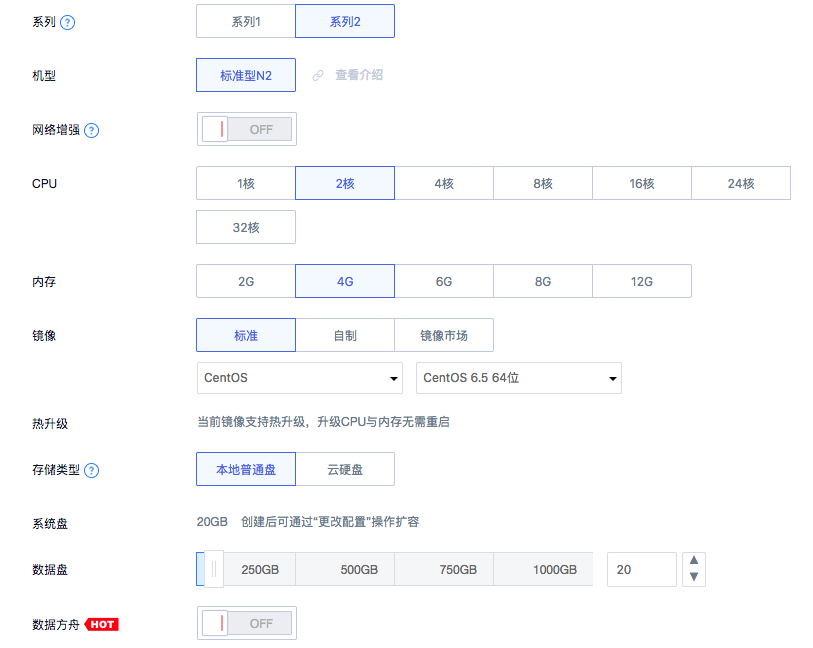 系列 ? 系列1 系列2
机型 标准型N2 查看介绍
网络增强 ? OFF
CPU 1核 2核 4核 8核 16核 24核
32核
内存 2G 4G 6G 8G 12G
镜像 标准 自制 镜像市场
CentOS CentOS 6.5 64位
热升级 当前镜像支持热升级，升级CPU与内存无需重启
存储类型 ? 本地普通盘 云硬盘
系统盘 20GB 创建后可通过“更改配置”操作扩容
数据盘 250GB 500GB 750GB 1000GB 20
数据方舟 HOT OFF